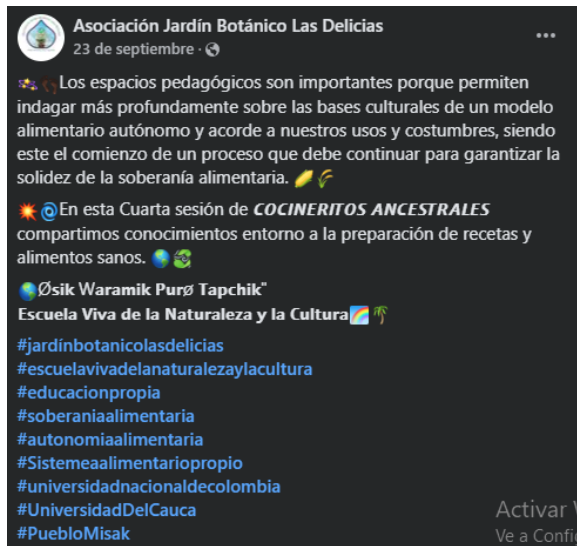 Asociación Jardín Botánico Las Delicias
23 de septiembre ·
Los espacios pedagógicos son importantes porque permiten
indagar más profundamente sobre las bases culturales de un modelo
alimentario autónomo y acorde a nuestros usos y costumbres, siendo
este el comienzo de un proceso que debe continuar para garantizar la
solidez de la soberanía alimentaria.
En esta Cuarta sesión de COCINERITOS ANCESTRALES
compartimos conocimientos entorno a la preparación de recetas y
alimentos sanos.
Øsik Waramik Purø Tapchik"
Escuela Viva de la Naturaleza y la Cultura
#jardínbotanicolasdelicias
#escuelavivadelanaturalezaylacultura
#educacionpropia
#soberaniaalimentaria
#autonomiaalimentaria
#Sistemeaalimentariopropio
#universidadnacionaldecolombia
#UniversidadDelCauca
#PuebloMisak
Activar
Ve a Confi